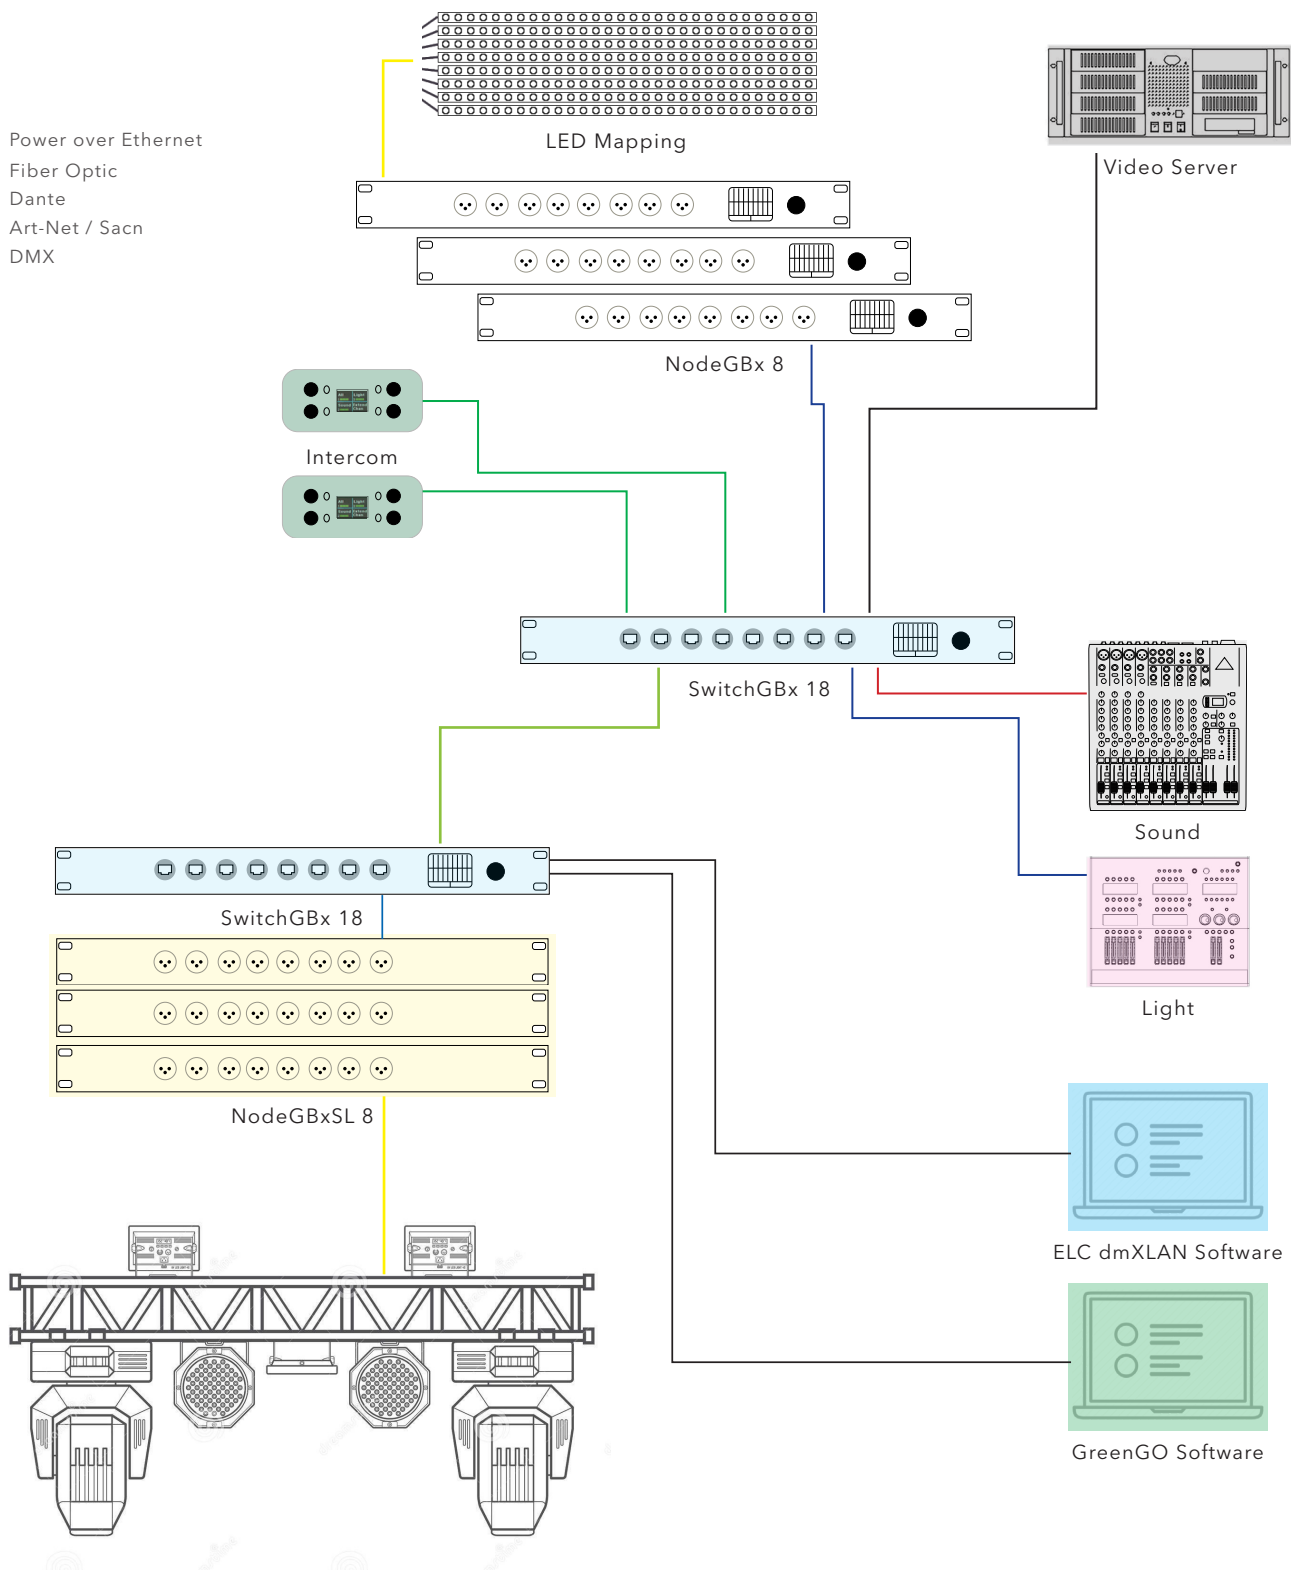 LED Mapping
Video Server
Power over Ethernet
Fiber Optic
Dante
Art-Net / Sacn
DMX
NodeGBx 8
Intercom
SwitchGBx 18
Sound
SwitchGBx 18
Light
NodeGBxSL 8
ELC dmXLAN Software
GreenGO Software